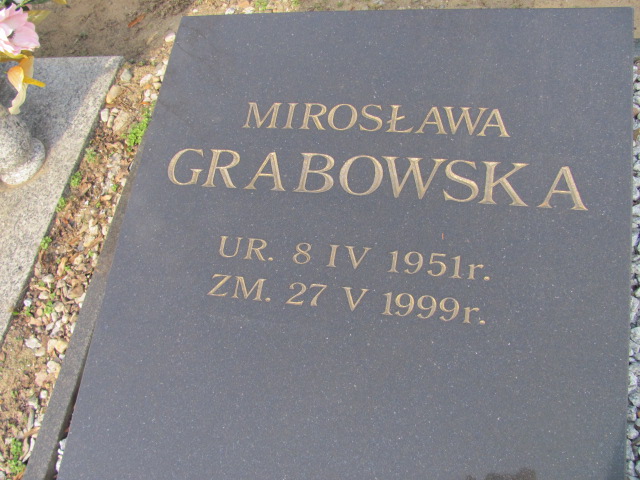 MIROSŁAWA
GRABOWSKA
UR. 8 IV 1951r.
ZM. 27 V 1999r.